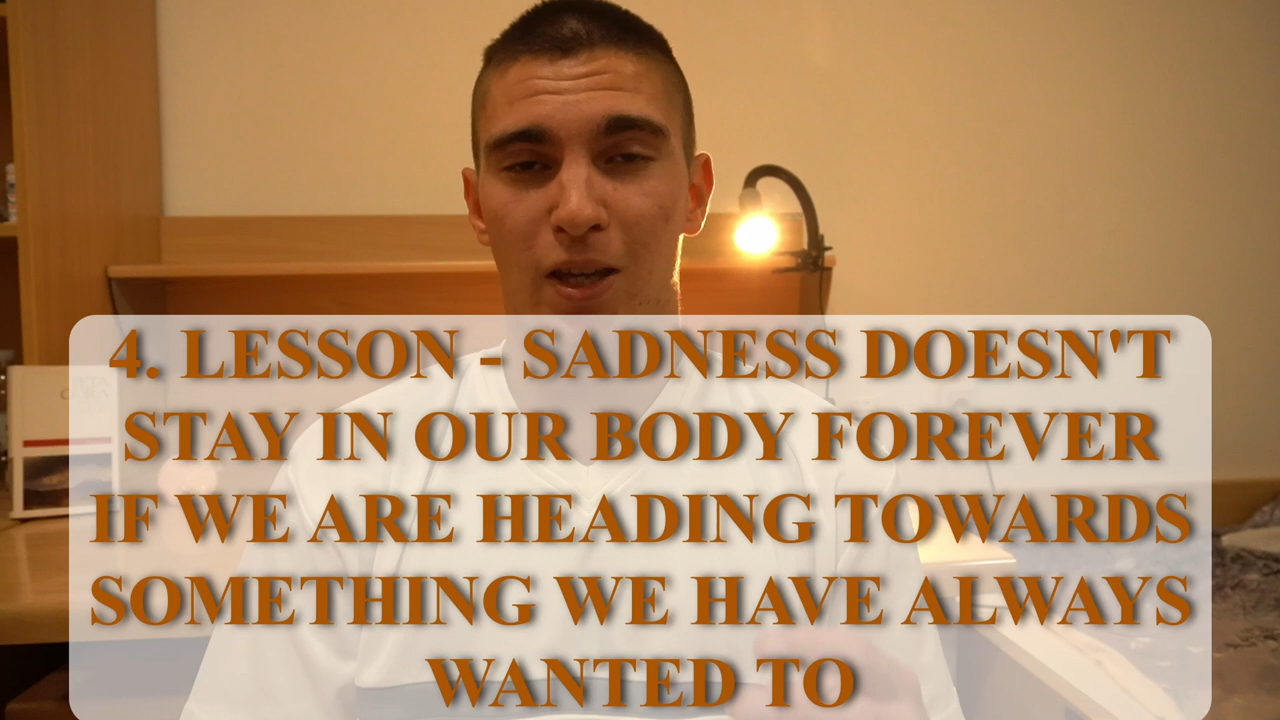 4. LESSON - SADNESS DOESN'T
STAY IN OUR BODY FOREVER
IF WE ARE HEADING TOWARDS
SOMETHING WE HAVE ALWAYS
WANTED TO